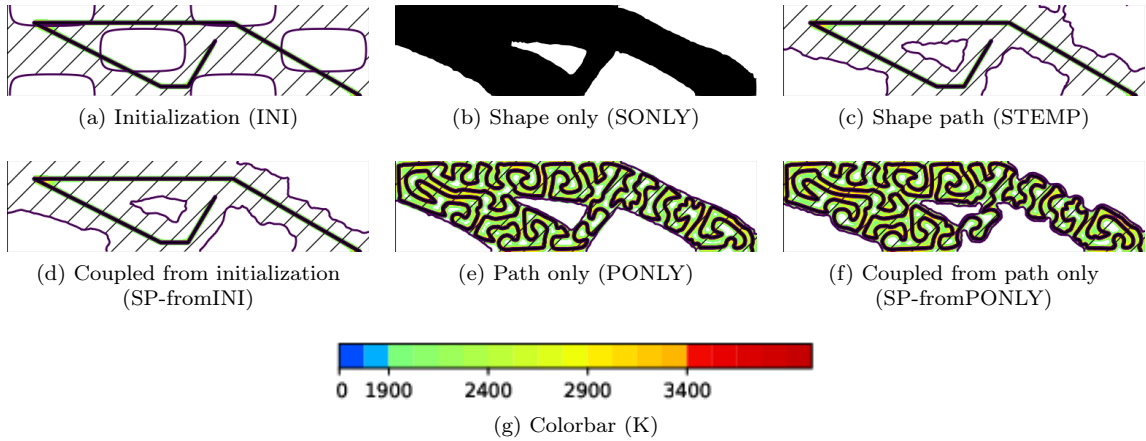 (a) Initialization (INI)
(b) Shape only (SONLY)
(c) Shape path (STEMP)
(d) Coupled from initialization
(SP-fromINI)
(e) Path only (PONLY)
(f) Coupled from path only
(SP-fromPONLY)
0 1900 2400 2900 3400
(g) Colorbar (K)